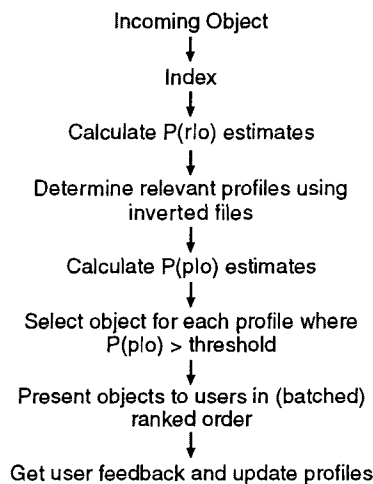 Incoming Object
Index
Calculate P(r|o) estimates
Determine relevant profiles using
inverted files
Calculate P(p|o) estimates
Select object for each profile where
P(p|o) > threshold
Present objects to users in (batched)
ranked order
Get user feedback and update profiles